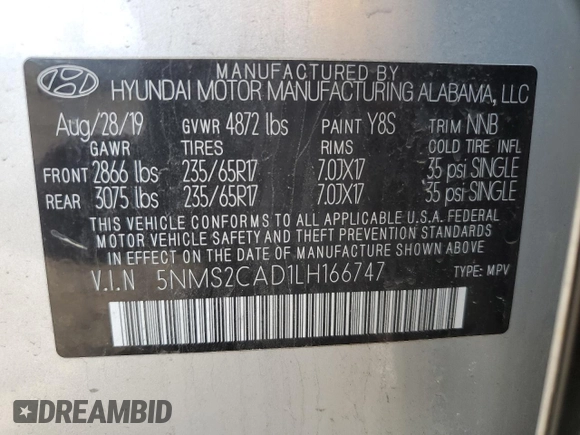 MANUFACTURED BY
HYUNDAI MOTOR MANUFACTURING ALABAMA, LLC
Aug/28/19 GVWR 4872 lbs PAINT Y8S TRIM NNB
GAWR TIRES RIMS COLD TIRE INFL
FRONT 2866 lbs 235/65R17 7.0JX17 35 psi SINGLE
REAR 3075 lbs 235/65R17 7.0JX17 35 psi SINGLE
THIS VEHICLE CONFORMS TO ALL APPLICABLE U.S.A. FEDERAL
MOTOR VEHICLE SAFETY AND THEFT PREVENTION STANDARDS
IN EFFECT ON THE DATE OF MANUFACTURE SHOWN ABOVE.
V.I.N 5NMS2CAD1LH166747 TYPE: MPV
DREAMBID